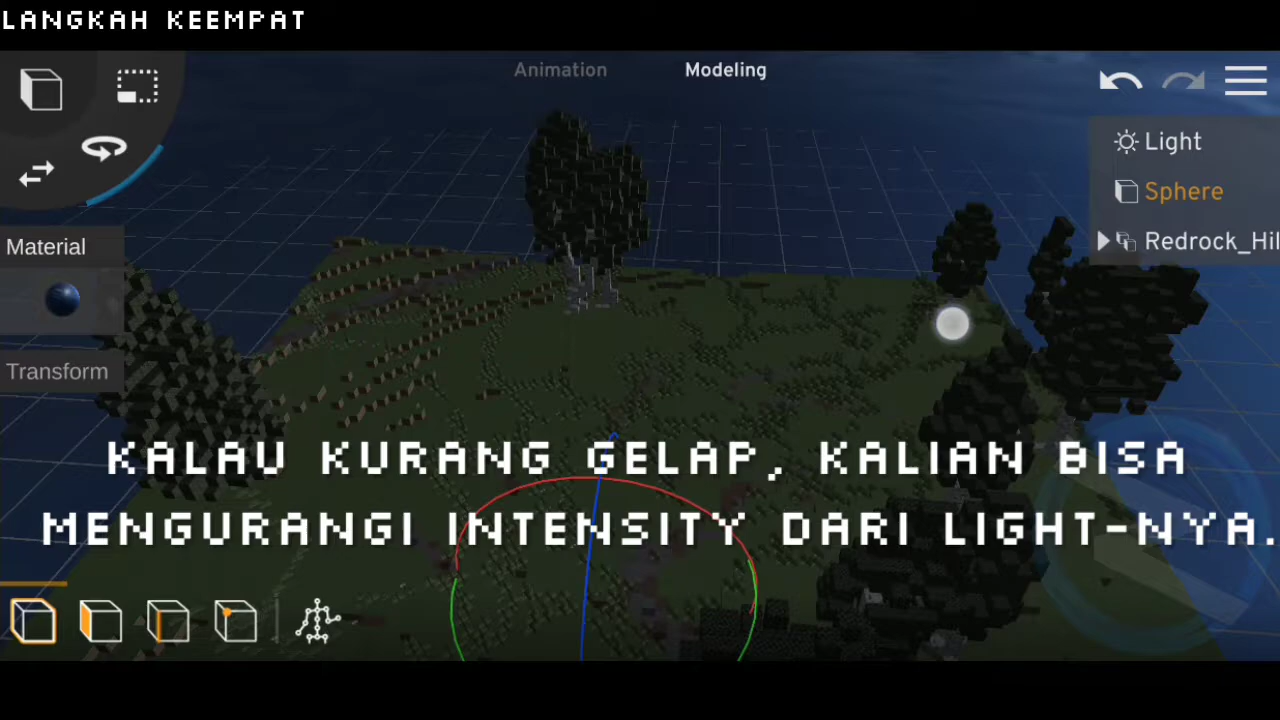 LANGKAH KEEMPAT
Animation
Modeling
Light
Sphere
Redrock_Hil
Material
Transform
KALAU KURANG GELAP, KALIAN BISA
MENGURANGI INTENSITY DARI LIGHT-NYA.